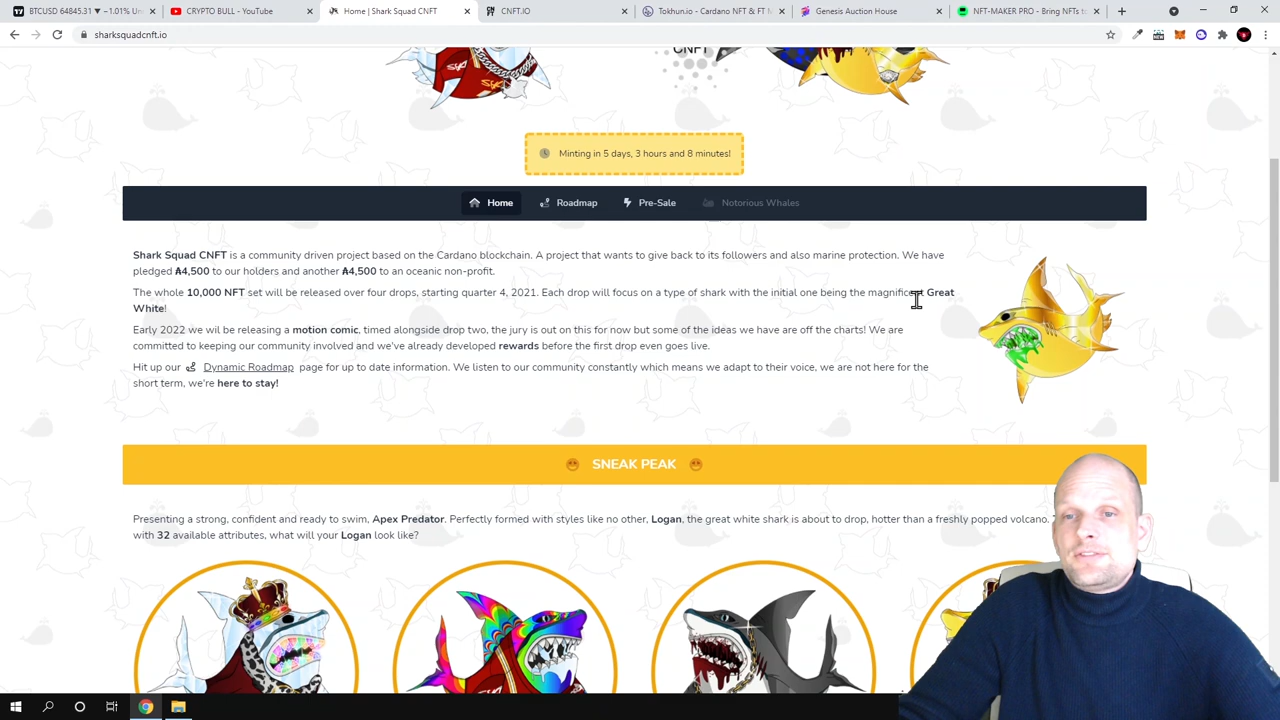 BTCUSD 64845.31 ▼ −1.01% Un
CRYPTO BULL - YouTube
Home | Shark Squad CNFT
CNFT.IO
Tokhun.io - Cardano NFT & FT M
Genesis Auction House
NFT-MAKER PRO - Bring NFTs to
sharksquadcnft.io
CNFT
Minting in 5 days, 3 hours and 8 minutes!
Home Roadmap Pre-Sale Notorious Whales
Shark Squad CNFT is a community driven project based on the Cardano blockchain. A project that wants to give back to its followers and also marine protection. We have
pledged ₳4,500 to our holders and another ₳4,500 to an oceanic non-profit.
The whole 10,000 NFT set will be released over four drops, starting quarter 4, 2021. Each drop will focus on a type of shark with the initial one being the magnificent Great
White!
Early 2022 we wil be releasing a motion comic, timed alongside drop two, the jury is out on this for now but some of the ideas we have are off the charts! We are
committed to keeping our community involved and we've already developed rewards before the first drop even goes live.
Hit up our Dynamic Roadmap page for up to date information. We listen to our community constantly which means we adapt to their voice, we are not here for the
short term, we're here to stay!
SNEAK PEAK
Presenting a strong, confident and ready to swim, Apex Predator. Perfectly formed with styles like no other, Logan, the great white shark is about to drop, hotter than a freshly popped volcano.
with 32 available attributes, what will your Logan look like?